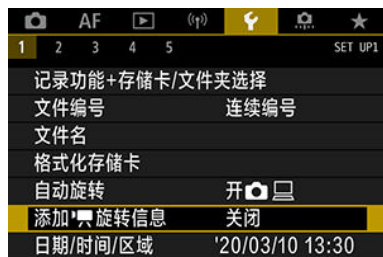 AF
1 2 3 4 5 SET UP1
记录功能+存储卡/文件夹选择
文件编号 连续编号
文件名
格式化存储卡
自动旋转 开
添加旋转信息 关闭
日期/时间/区域 '20/03/10 13:30